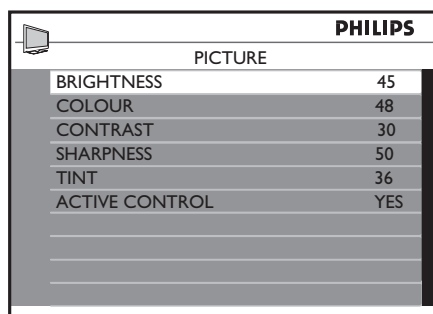 PHILIPS
PICTURE
BRIGHTNESS 45
COLOUR 48
CONTRAST 30
SHARPNESS 50
TINT 36
ACTIVE CONTROL YES